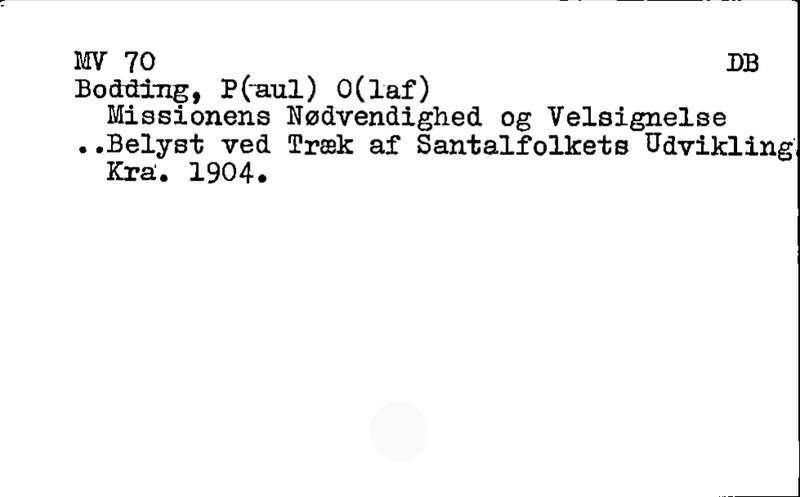 MV 70 DB
Bodding, P(aul) O(laf)
Missionens Nødvendighed og Velsignelse
..Belyst ved Træk af Santalfolkets Udvikling.
Kra. 1904.